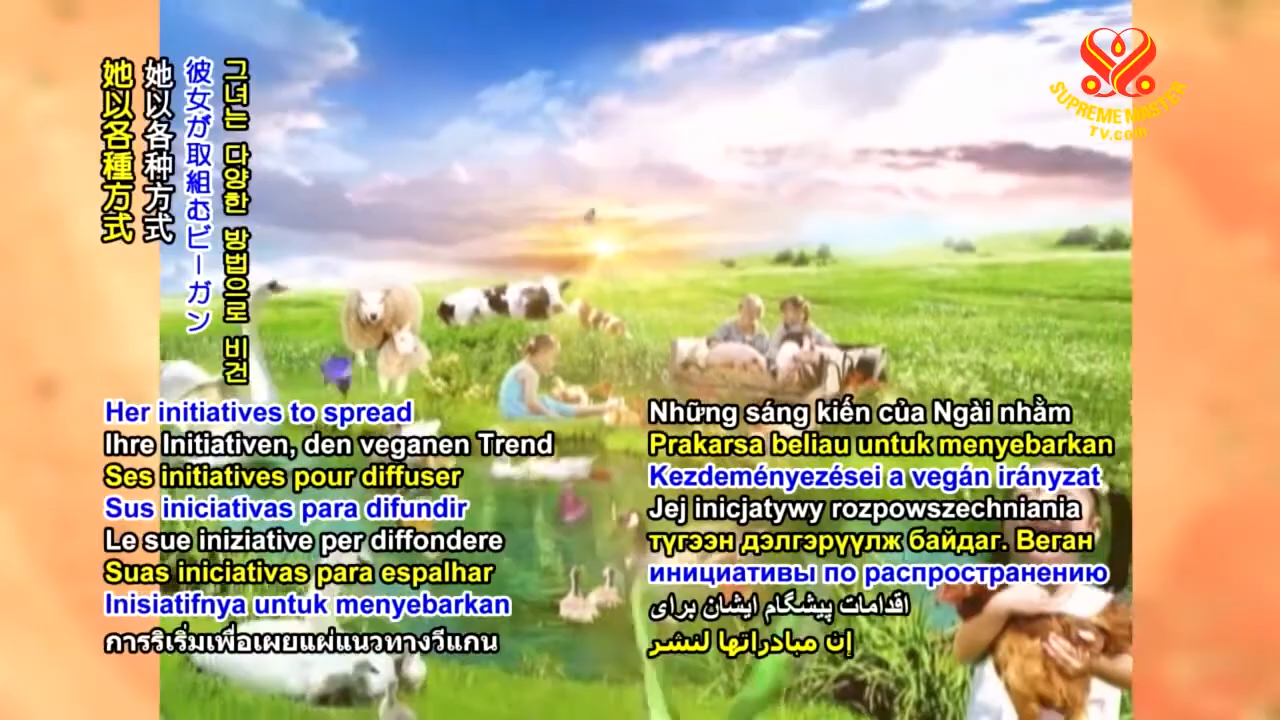 她以各種方式
她以各种方式
彼女が取組むビーガン
그녀는 다양한 방법으로 비건
Her initiatives to spread
Ihre Initiativen, den veganen Trend
Ses initiatives pour diffuser
Sus iniciativas para difundir
Le sue iniziative per diffondere
Suas iniciativas para espalhar
Inisiatifnya untuk menyebarkan
การริเริ่มเพื่อเผยแผ่แนวทางวีแกน
Những sáng kiến của Ngài nhằm
Prakarsa beliau untuk menyebarkan
Kezdeményezései a vegán irányzat
Jej inicjatywy rozpowszechniania
түгээн дэлгэрүүлж байдаг. Веган
инициативы по распространению
اقدامات پیشگام ایشان برای
إن مبادراتها لنشر
SUPREME MASTER
TV.com